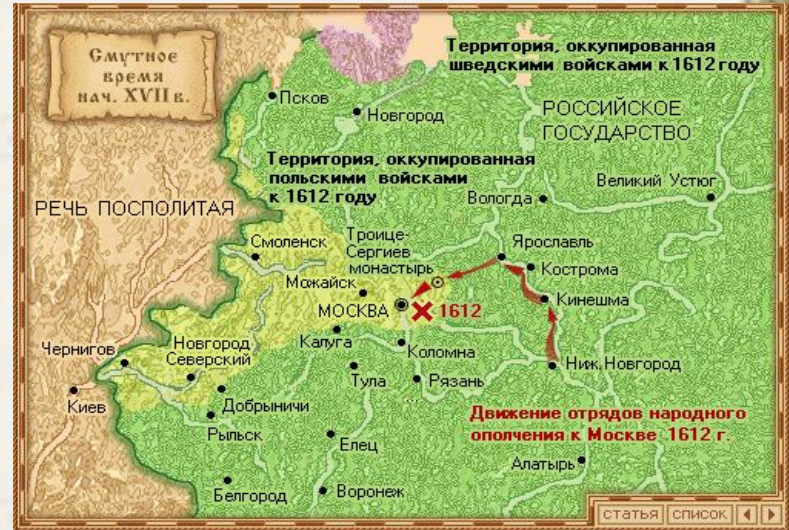 Смутное
время
нач. XVII в.
Территория, оккупированная
шведскими войсками к 1612 году
Псков
Новгород
РОССИЙСКОЕ
ГОСУДАРСТВО
Территория, оккупированная
польскими войсками
к 1612 году
Великий Устюг
Вологда
РЕЧЬ ПОСПОЛИТАЯ
Смоленск
Троице-
Сергиев
монастырь
Ярославль
Кострома
Можайск
Кинешма
МОСКВА
1612
Чернигов
Новгород
Северский
Калуга
Коломна
Ниж.Новгород
Киев
Добрыничи
Тула
Рязань
Рыльск
Елец
Движение отрядов народного
ополчения к Москве 1612 г.
Алатырь
Белгород
Воронеж
статья
список